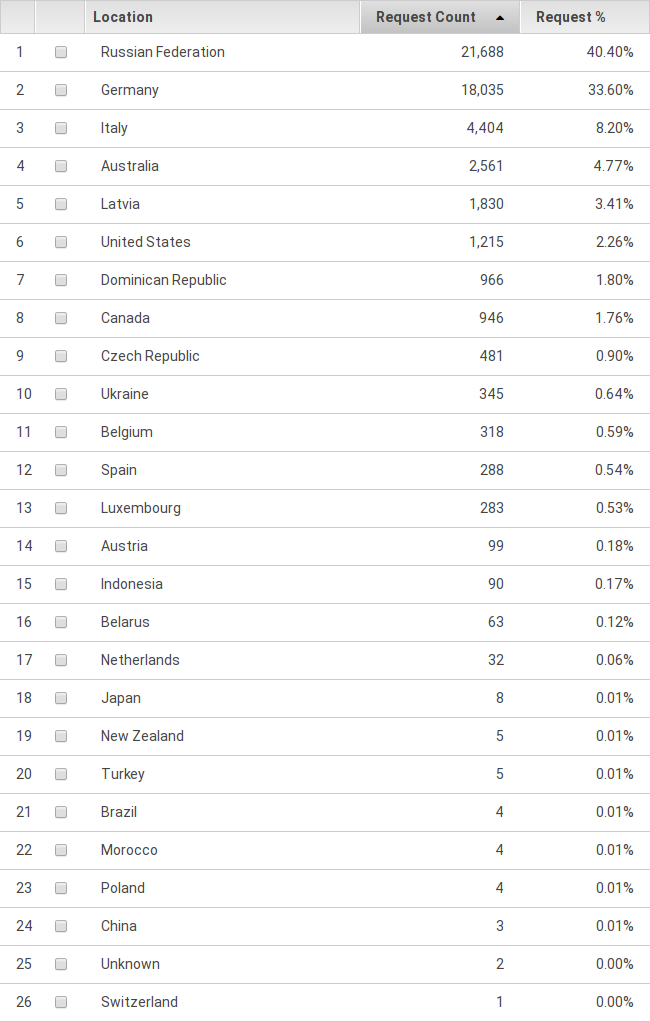 Location Request Count Request %
1 Russian Federation 21,688 40.40%
2 Germany 18,035 33.60%
3 Italy 4,404 8.20%
4 Australia 2,561 4.77%
5 Latvia 1,830 3.41%
6 United States 1,215 2.26%
7 Dominican Republic 966 1.80%
8 Canada 946 1.76%
9 Czech Republic 481 0.90%
10 Ukraine 345 0.64%
11 Belgium 318 0.59%
12 Spain 288 0.54%
13 Luxembourg 283 0.53%
14 Austria 99 0.18%
15 Indonesia 90 0.17%
16 Belarus 63 0.12%
17 Netherlands 32 0.06%
18 Japan 8 0.01%
19 New Zealand 5 0.01%
20 Turkey 5 0.01%
21 Brazil 4 0.01%
22 Morocco 4 0.01%
23 Poland 4 0.01%
24 China 3 0.01%
25 Unknown 2 0.00%
26 Switzerland 1 0.00%